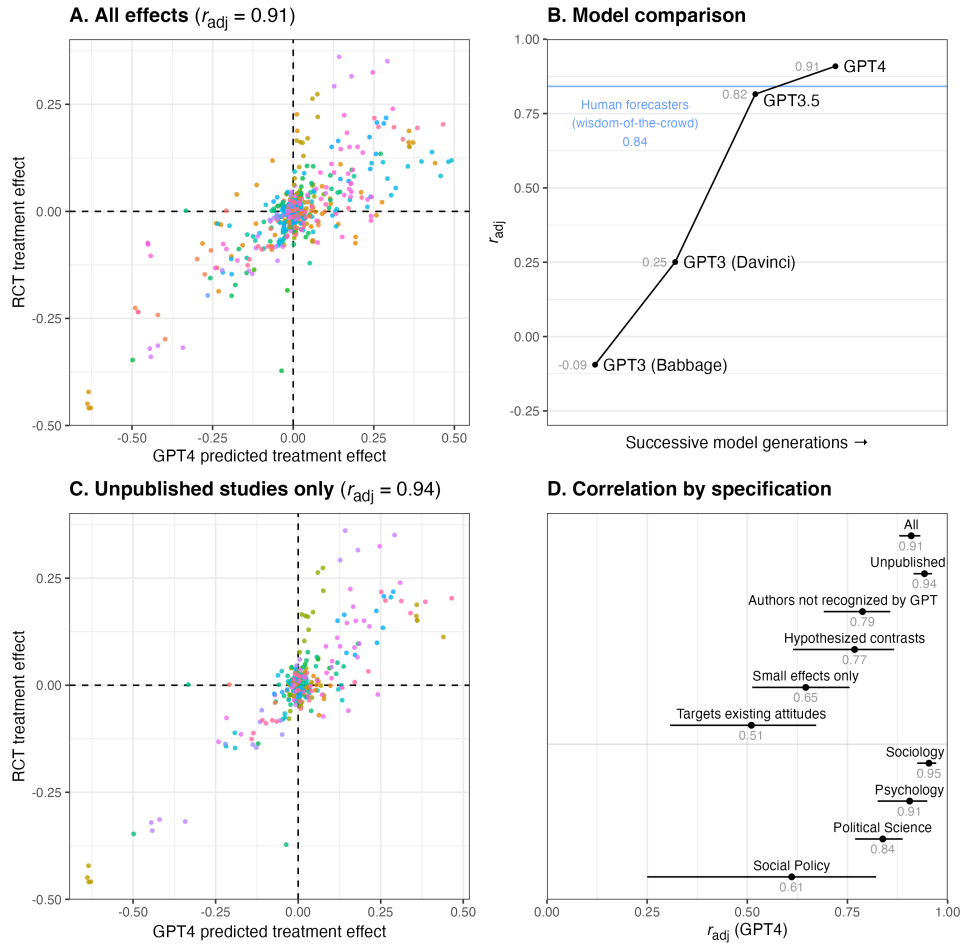 A. All effects (r_adj = 0.91)
RCT treatment effect
0.25
0.00
-0.25
-0.50
-0.50
-0.25
0.00
0.25
0.50
GPT4 predicted treatment effect
B. Model comparison
r_adj
1.00
0.75
0.50
0.25
0.00
-0.25
0.91
GPT4
0.82
GPT3.5
Human forecasters
(wisdom-of-the-crowd)
0.84
0.25
GPT3 (Davinci)
-0.09
GPT3 (Babbage)
Successive model generations →
C. Unpublished studies only (r_adj = 0.94)
RCT treatment effect
0.25
0.00
-0.25
-0.50
-0.50
-0.25
0.00
0.25
0.50
GPT4 predicted treatment effect
D. Correlation by specification
All
0.91
Unpublished
0.94
Authors not recognized by GPT
0.79
Hypothesized contrasts
0.77
Small effects only
0.65
Targets existing attitudes
0.51
Sociology
0.95
Psychology
0.91
Political Science
0.84
Social Policy
0.61
0.00
0.25
0.50
0.75
1.00
r_adj (GPT4)